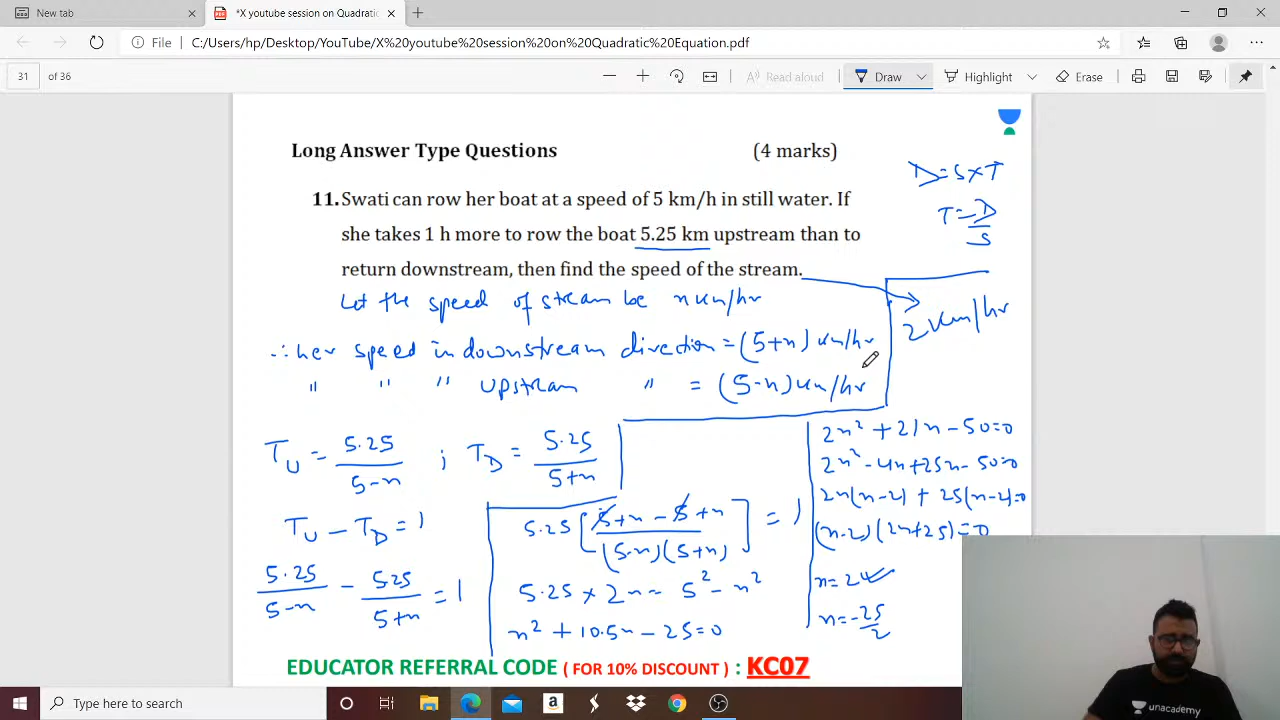 New tab
*X youtube session on Quadratic
File
C:/Users/hp/Desktop/YouTube/X%20youtube%20session%20on%20Quadratic%20Equation.pdf
31 of 36
Read aloud
Draw
Highlight
Erase
Long Answer Type Questions (4 marks)
11. Swati can row her boat at a speed of 5 km/h in still water. If
she takes 1 h more to row the boat 5.25 km upstream than to
return downstream, then find the speed of the stream.
D = S × T
T = D/S
2 km/hr
Let the speed of stream be x km/hr
∴ her speed in downstream direction = (5+x) km/hr
" " " upstream " = (5-x) km/hr
T_U = 5.25/(5-x) ; T_D = 5.25/(5+x)
T_U - T_D = 1
5.25/(5-x) - 5.25/(5+x) = 1
5.25 [(5+x-5+x)/((5-x)(5+x))] = 1
5.25 × 2x = 5² - x²
x² + 10.5x - 25=0
2x² + 21x - 50=0
2x² - 4x+25x - 50=0
2x(x-2) + 25(x-2)=0
(x-2)(2x+25)=0
x=2 ✓
x=-25/2
EDUCATOR REFERRAL CODE ( FOR 10% DISCOUNT ) : KC07
unacademy
Type here to search